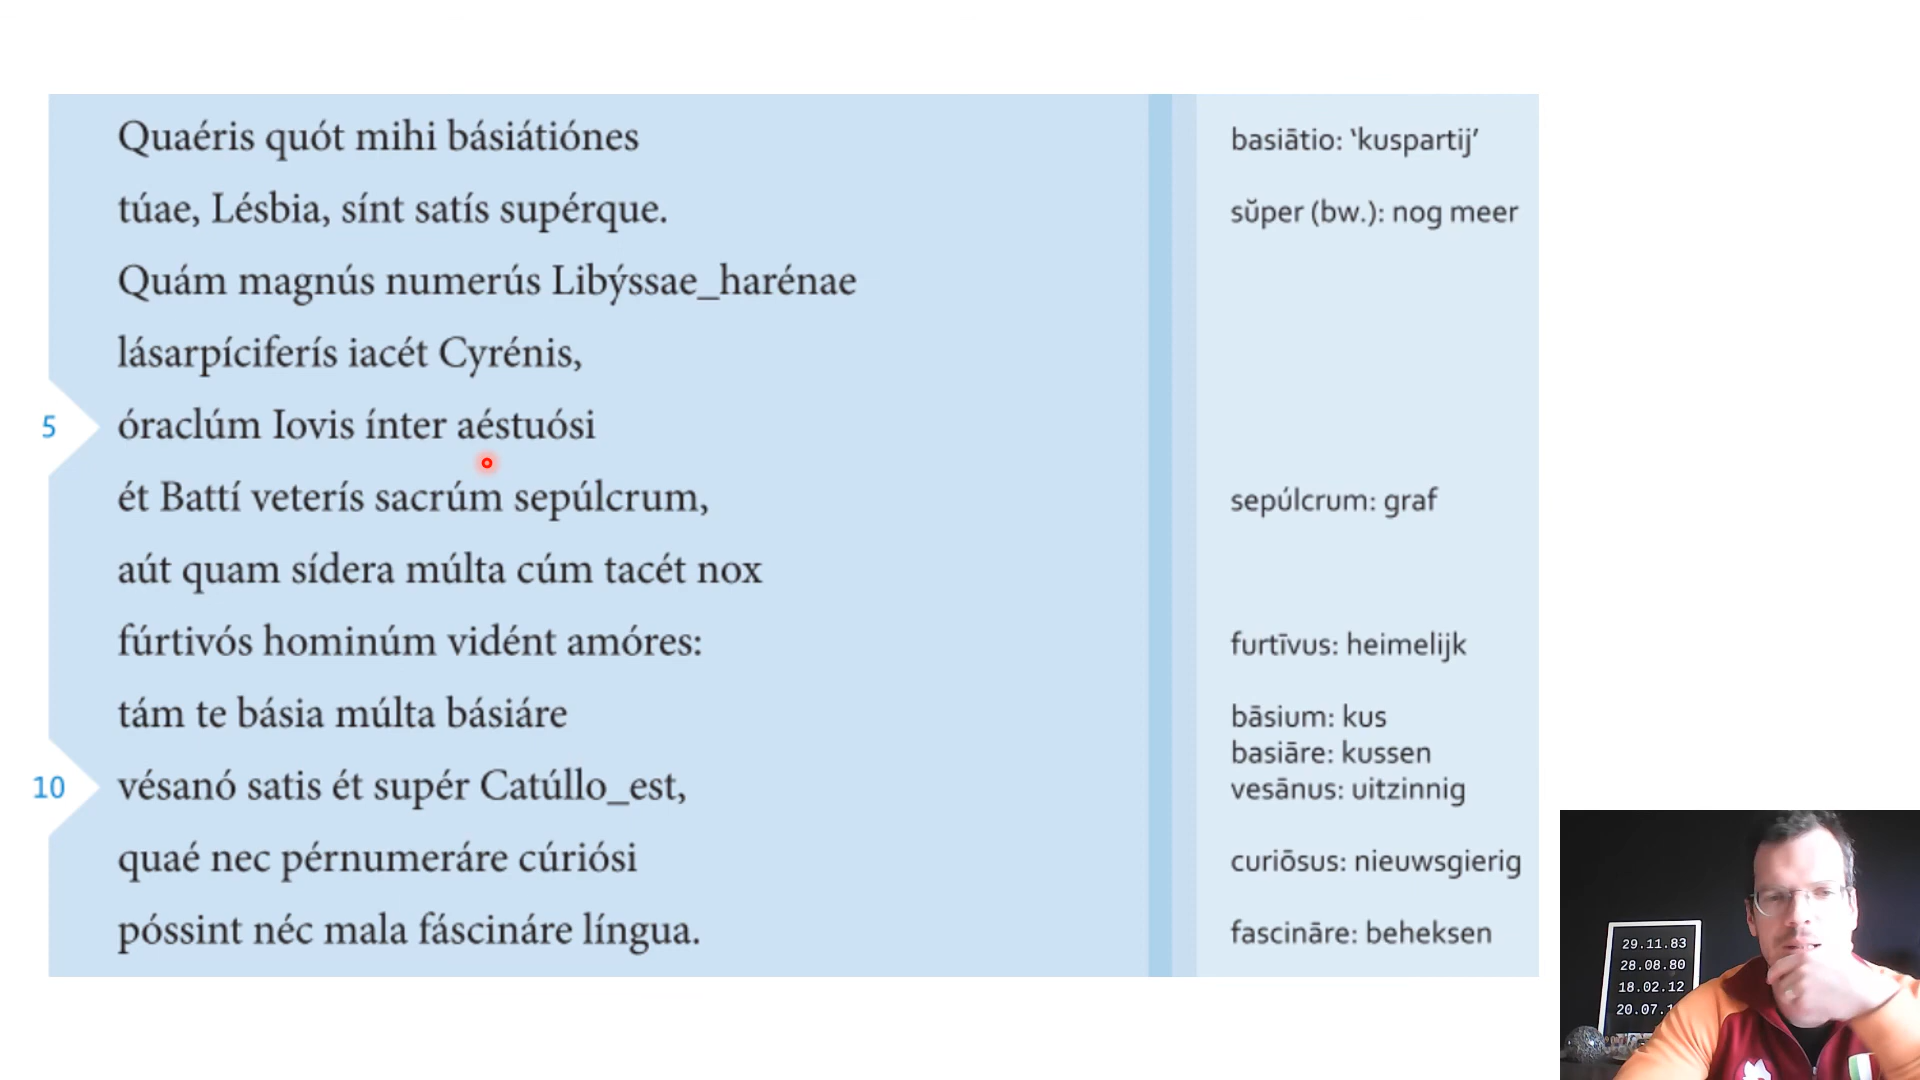 Quaéris quót mihi básiátiónes
túae, Lésbia, sínt satís supérque.
Quám magnús numerús Libýssae_harénae
lásarpíciferís iacét Cyrénis,
5 óraclúm Iovis ínter aéstuósi
ét Battí veterís sacrúm sepúlcrum,
aút quam sídera múlta cúm tacét nox
fúrtivós hominúm vidént amóres:
tám te básia múlta básiáre
10 vésanó satis ét supér Catúllo_est,
quaé nec pérnumeráre cúriósi
póssint néc mala fáscináre língua.
basiātio: ‘kuspartij’
sŭper (bw.): nog meer
sepúlcrum: graf
furtīvus: heimelijk
bāsium: kus
basiāre: kussen
vesānus: uitzinnig
curiōsus: nieuwsgierig
fascināre: beheksen
29.11.83
28.08.80
18.02.12
20.07.